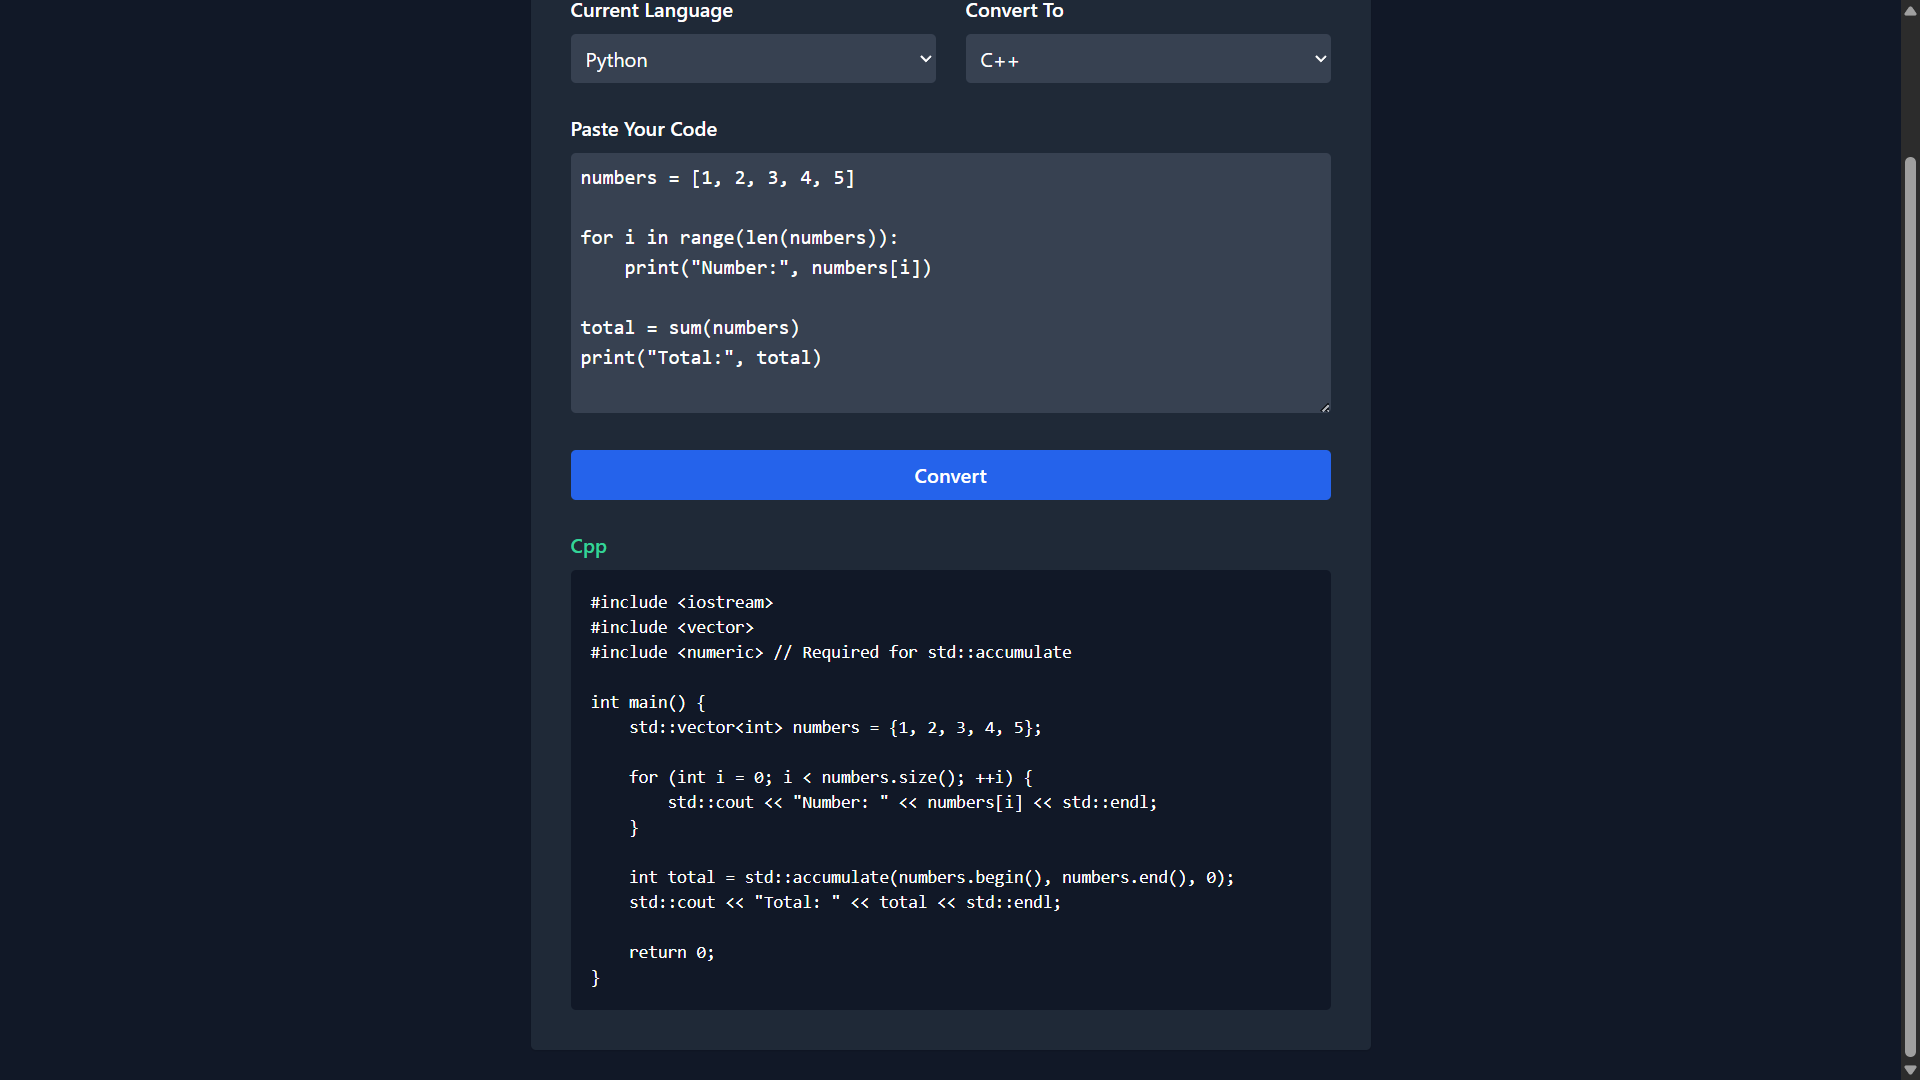 Current Language
Convert To
Python
C++
Paste Your Code
numbers = [1, 2, 3, 4, 5]

for i in range(len(numbers)):
    print("Number:", numbers[i])

total = sum(numbers)
print("Total:", total)

Convert
Cpp
#include <iostream>
#include <vector>
#include <numeric> // Required for std::accumulate

int main() {
    std::vector<int> numbers = {1, 2, 3, 4, 5};

    for (int i = 0; i < numbers.size(); ++i) {
        std::cout << "Number: " << numbers[i] << std::endl;
    }

    int total = std::accumulate(numbers.begin(), numbers.end(), 0);
    std::cout << "Total: " << total << std::endl;

    return 0;
}